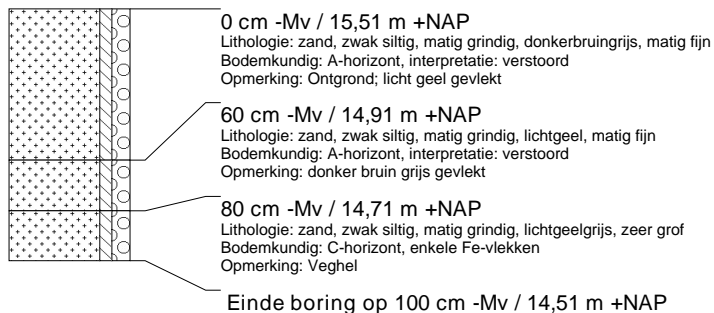 0 cm -Mv / 15,51 m +NAP
Lithologie: zand, zwak siltig, matig grindig, donkerbruingrijs, matig fijn
Bodemkundig: A-horizont, interpretatie: verstoord
Opmerking: Ontgrond; licht geel gevlekt
60 cm -Mv / 14,91 m +NAP
Lithologie: zand, zwak siltig, matig grindig, lichtgeel, matig fijn
Bodemkundig: A-horizont, interpretatie: verstoord
Opmerking: donker bruin grijs gevlekt
80 cm -Mv / 14,71 m +NAP
Lithologie: zand, zwak siltig, matig grindig, lichtgeelgrijs, zeer grof
Bodemkundig: C-horizont, enkele Fe-vlekken
Opmerking: Veghel
Einde boring op 100 cm -Mv / 14,51 m +NAP